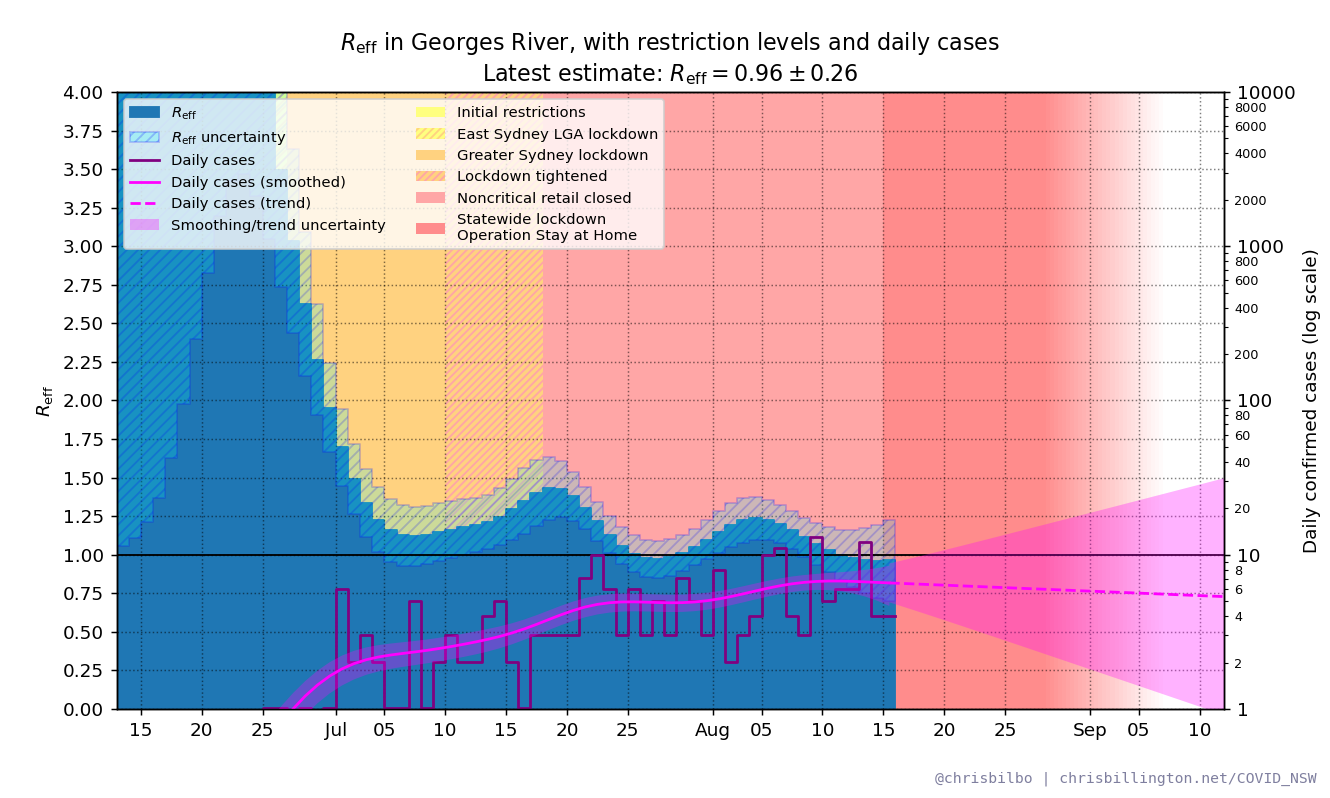 Reff in Georges River, with restriction levels and daily cases
Latest estimate: Reff = 0.96 ± 0.26
Reff
Reff uncertainty
Daily cases
Daily cases (smoothed)
Daily cases (trend)
Smoothing/trend uncertainty
Initial restrictions
East Sydney LGA lockdown
Greater Sydney lockdown
Lockdown tightened
Noncritical retail closed
Statewide lockdown
Operation Stay at Home
Reff
4.00
3.75
3.50
3.25
3.00
2.75
2.50
2.25
2.00
1.75
1.50
1.25
1.00
0.75
0.50
0.25
0.00
15 20 25 Jul 05 10 15 20 25 Aug 05 10 15 20 25 Sep 05 10
10000
8000
6000
4000
2000
1000
800
600
400
200
100
80
60
40
20
10
8
6
4
2
1
Daily confirmed cases (log scale)
@chrisbilbo | chrisbillington.net/COVID_NSW